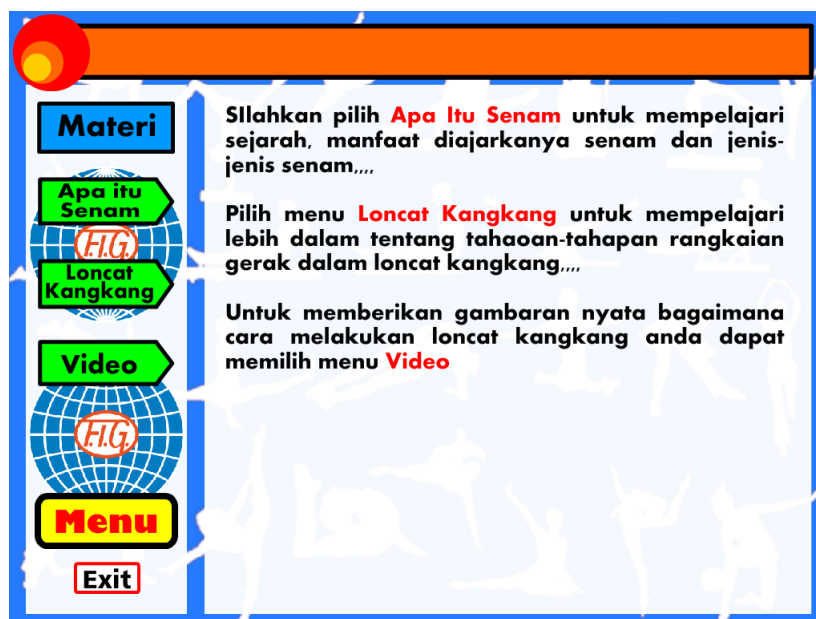 Materi
Apa itu
Senam
F.I.G.
Loncat
Kangkang
Video
F.I.G.
Menu
Exit
SIlahkan pilih Apa Itu Senam untuk mempelajari
sejarah, manfaat diajarkanya senam dan jenis-
jenis senam,,,,
Pilih menu Loncat Kangkang untuk mempelajari
lebih dalam tentang tahaoan-tahapan rangkaian
gerak dalam loncat kangkang,,,,
Untuk memberikan gambaran nyata bagaimana
cara melakukan loncat kangkang anda dapat
memilih menu Video